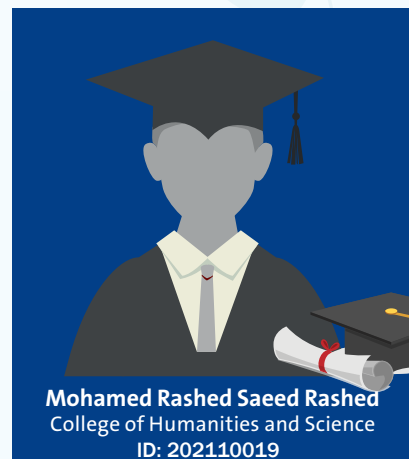 Mohamed Rashed Saeed Rashed
College of Humanities and Science
ID: 202110019